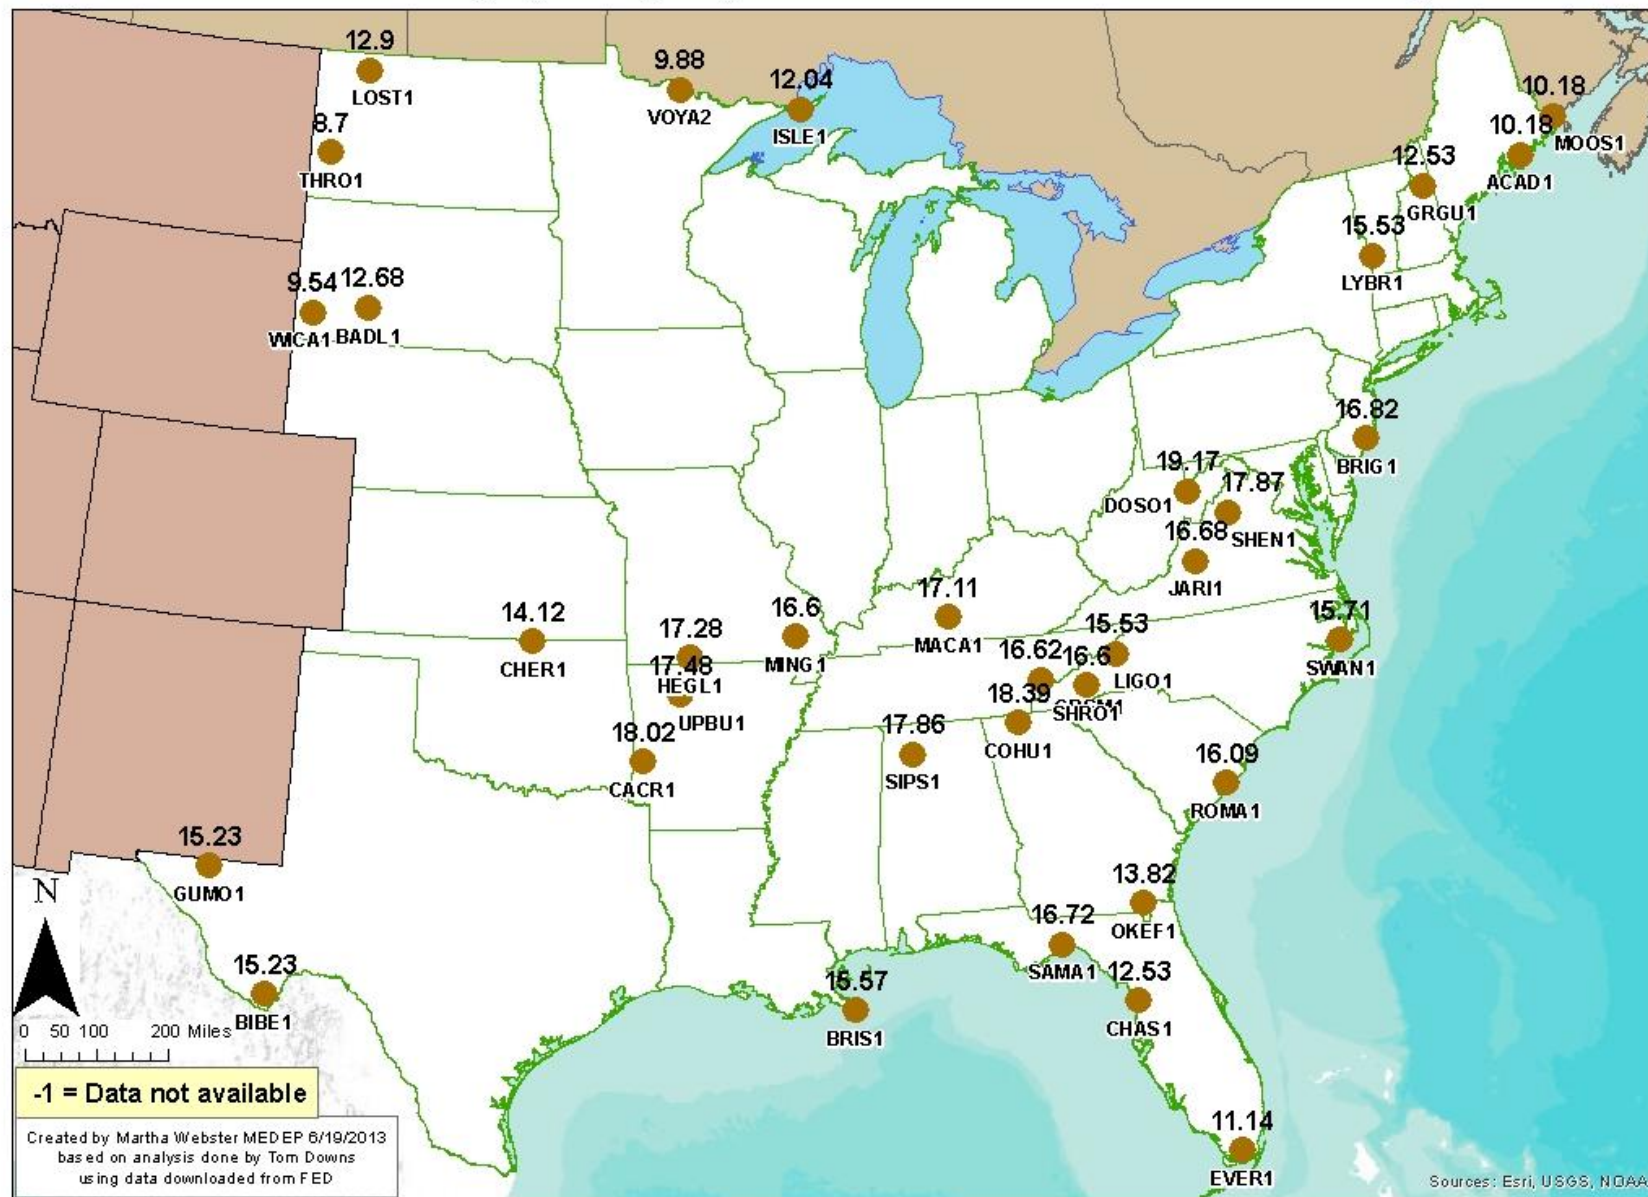 12.9
LOST1
8.7
THRO1
9.88
VOYA2
12.04
ISLE1
10.18
MOOS1
10.18
ACAD1
12.53
GRGU1
15.53
LYBR1
9.54
WICA1
12.68
BADL1
16.82
BRIG1
19.17
DOSO1
17.87
SHEN1
16.68
JARI1
17.11
MACA1
14.12
CHER1
17.28
HEGL1
17.48
UPBU1
16.6
MING1
15.53
LIGO1
16.62
16.6
SHRO1
15.71
SWAN1
18.39
COHU1
17.86
SIPS1
18.02
CACR1
16.09
ROMA1
15.23
GUMO1
13.82
OKEF1
16.72
SAMA1
12.53
CHAS1
15.23
BIBE1
15.57
BRIS1
11.14
EVER1
N
0 50 100 200 Miles
-1 = Data not available
Created by Martha Webster MEDEP 6/19/2013
based on analysis done by Tom Downs
using data downloaded from FED
Sources: Esri, USGS, NOAA